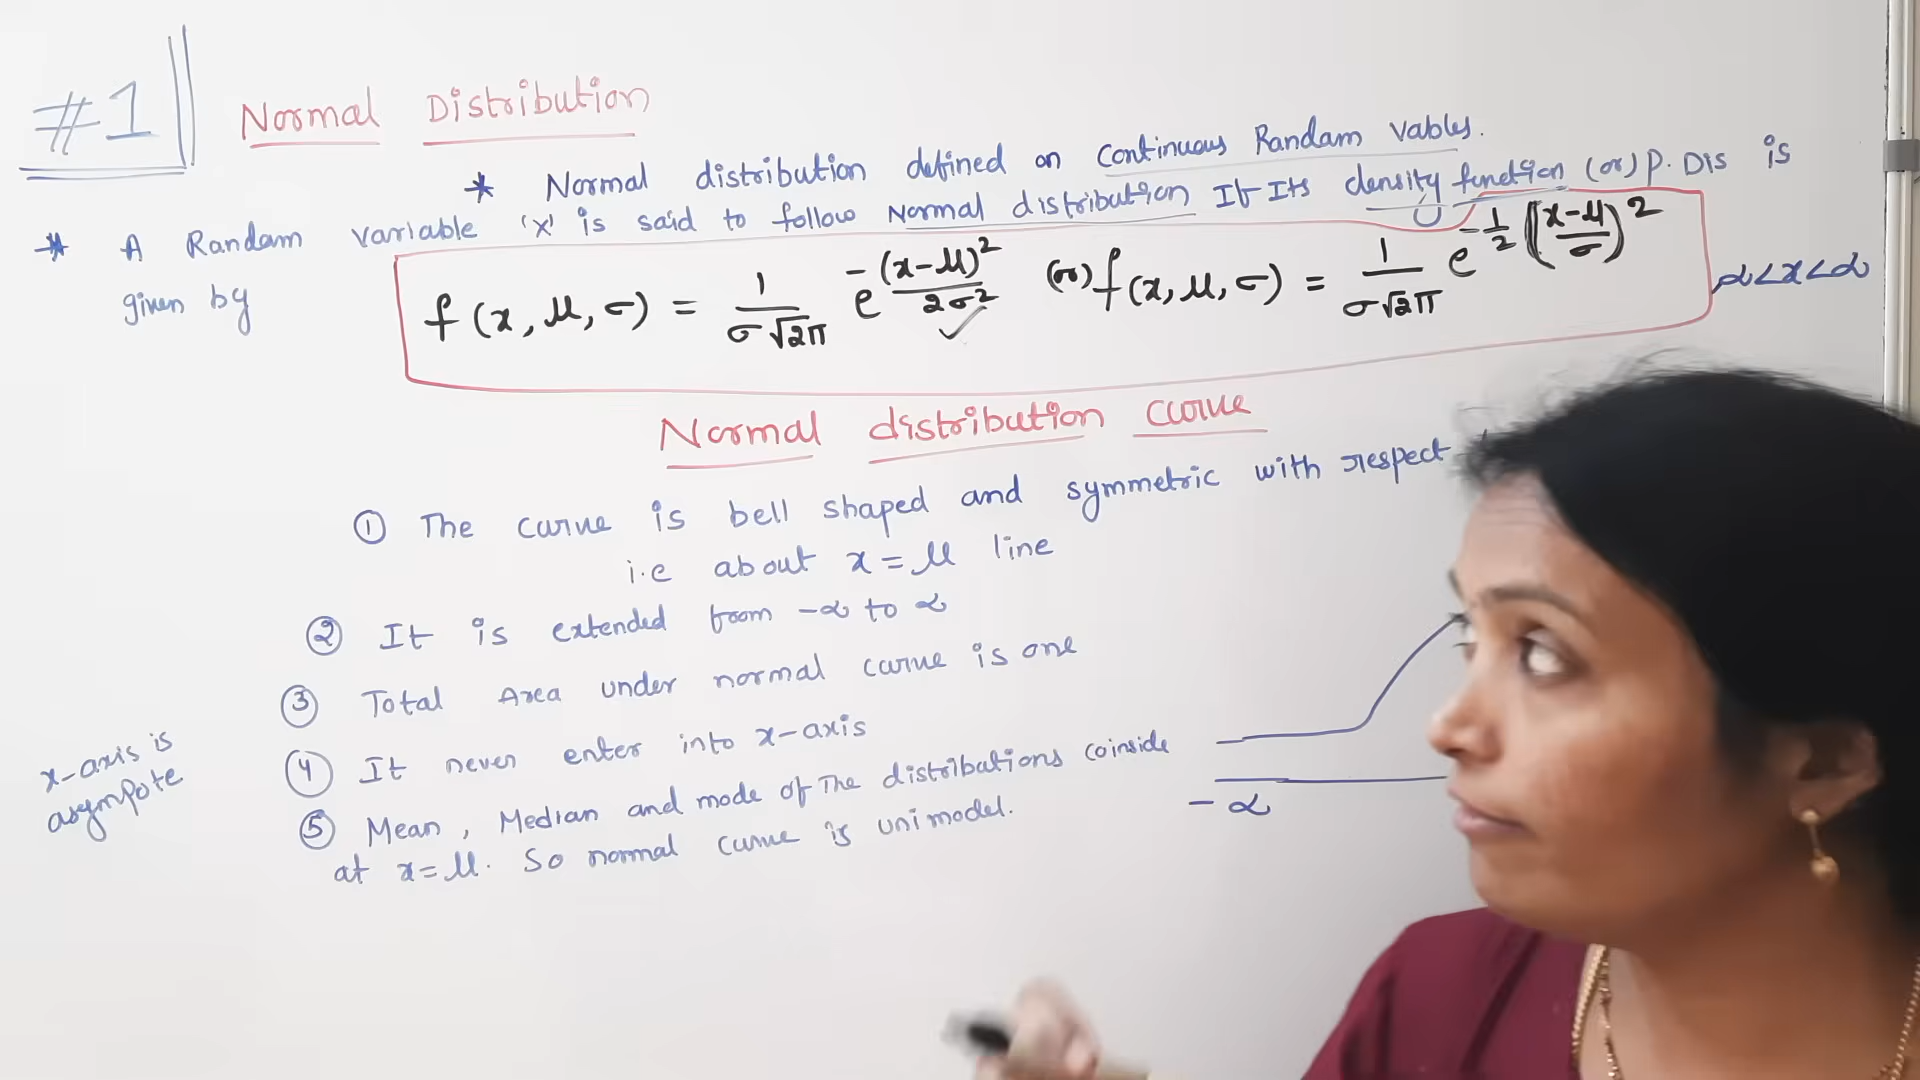 #1
Normal Distribution
* Normal distribution defined on continuous Randam vables.
* A Randam variable 'x' is said to follow Normal distribution If Its density function (or) P. Dis is
given by
f(x, μ, σ) = 1/(σ√2π) e^(-(x-μ)²/2σ²) (or) f(x, μ, σ) = 1/(σ√2π) e^(-1/2((x-μ)/σ)²)
∝<x<∝
Normal distribution curve
① The curve is bell shaped and symmetric with respect
i.e about x = μ line
② It is extended from -∝ to ∝
③ Total Area under normal curve is one
④ It never enter into x-axis
x-axis is
asympote
⑤ Mean, Median and mode of The distributions coinside
at x=μ. So normal curve is unimodel.
- ∝